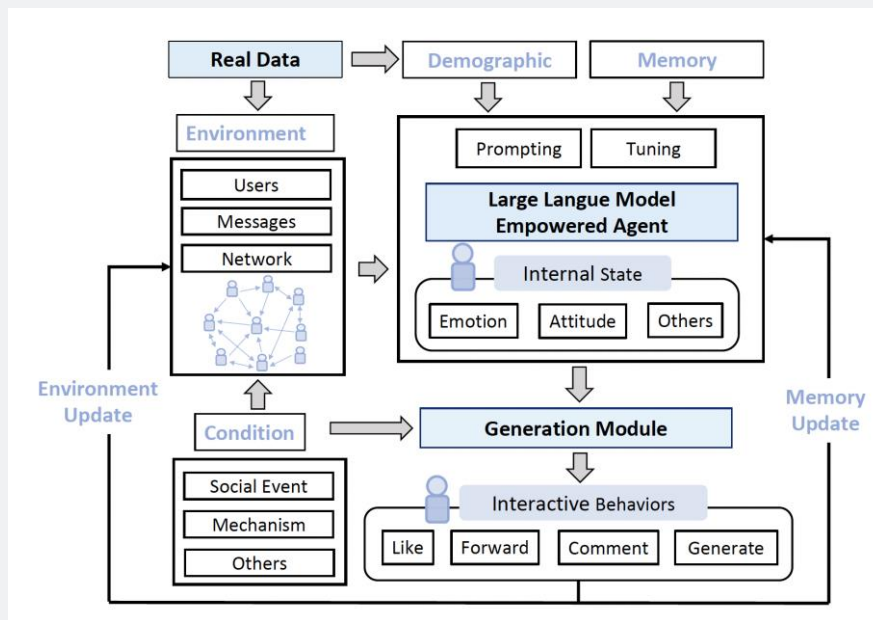 Real Data
Demographic
Memory
Environment
Users
Messages
Network
Prompting
Tuning
Large Langue Model
Empowered Agent
Internal State
Emotion
Attitude
Others
Environment
Update
Memory
Update
Condition
Generation Module
Social Event
Mechanism
Others
Interactive Behaviors
Like
Forward
Comment
Generate